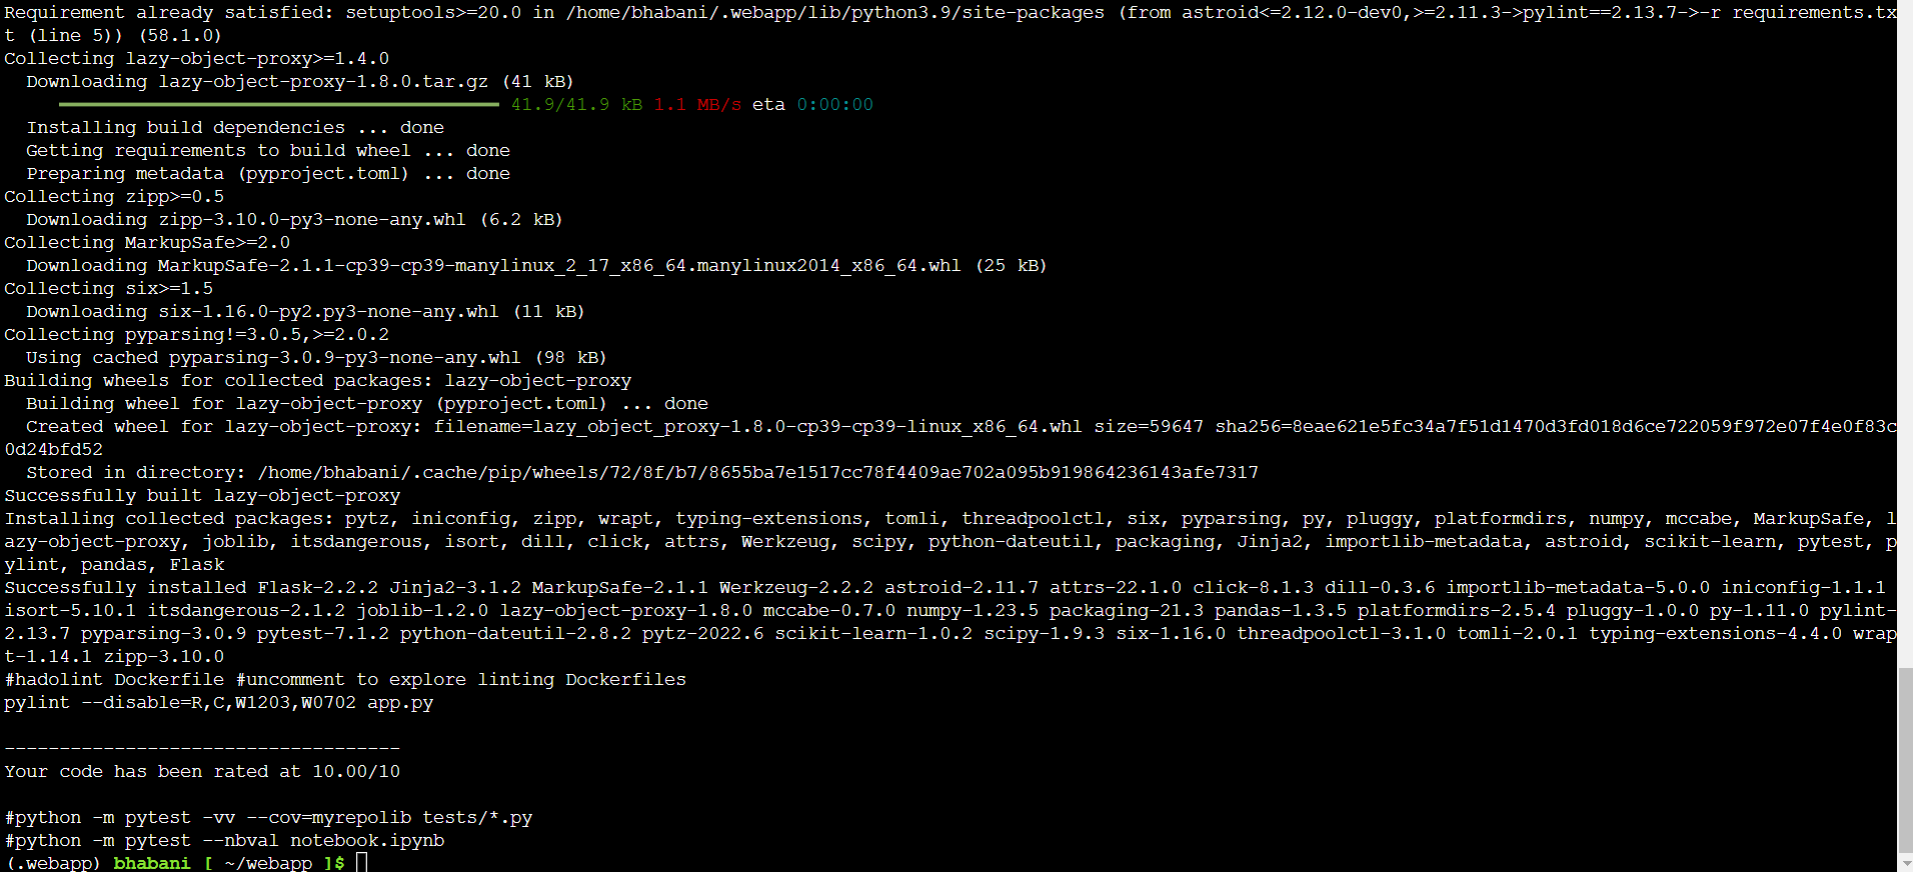 Requirement already satisfied: setuptools>=20.0 in /home/bhabani/.webapp/lib/python3.9/site-packages (from astroid<=2.12.0-dev0,>=2.11.3->pylint==2.13.7->-r requirements.tx
t (line 5)) (58.1.0)
Collecting lazy-object-proxy>=1.4.0
  Downloading lazy-object-proxy-1.8.0.tar.gz (41 kB)
     41.9/41.9 kB 1.1 MB/s eta 0:00:00
  Installing build dependencies ... done
  Getting requirements to build wheel ... done
  Preparing metadata (pyproject.toml) ... done
Collecting zipp>=0.5
  Downloading zipp-3.10.0-py3-none-any.whl (6.2 kB)
Collecting MarkupSafe>=2.0
  Downloading MarkupSafe-2.1.1-cp39-cp39-manylinux_2_17_x86_64.manylinux2014_x86_64.whl (25 kB)
Collecting six>=1.5
  Downloading six-1.16.0-py2.py3-none-any.whl (11 kB)
Collecting pyparsing!=3.0.5,>=2.0.2
  Using cached pyparsing-3.0.9-py3-none-any.whl (98 kB)
Building wheels for collected packages: lazy-object-proxy
  Building wheel for lazy-object-proxy (pyproject.toml) ... done
  Created wheel for lazy-object-proxy: filename=lazy_object_proxy-1.8.0-cp39-cp39-linux_x86_64.whl size=59647 sha256=8eae621e5fc34a7f51d1470d3fd018d6ce722059f972e07f4e0f83c
0d24bfd52
  Stored in directory: /home/bhabani/.cache/pip/wheels/72/8f/b7/8655ba7e1517cc78f4409ae702a095b919864236143afe7317
Successfully built lazy-object-proxy
Installing collected packages: pytz, iniconfig, zipp, wrapt, typing-extensions, tomli, threadpoolctl, six, pyparsing, py, pluggy, platformdirs, numpy, mccabe, MarkupSafe, l
azy-object-proxy, joblib, itsdangerous, isort, dill, click, attrs, Werkzeug, scipy, python-dateutil, packaging, Jinja2, importlib-metadata, astroid, scikit-learn, pytest, p
ylint, pandas, Flask
Successfully installed Flask-2.2.2 Jinja2-3.1.2 MarkupSafe-2.1.1 Werkzeug-2.2.2 astroid-2.11.7 attrs-22.1.0 click-8.1.3 dill-0.3.6 importlib-metadata-5.0.0 iniconfig-1.1.1
isort-5.10.1 itsdangerous-2.1.2 joblib-1.2.0 lazy-object-proxy-1.8.0 mccabe-0.7.0 numpy-1.23.5 packaging-21.3 pandas-1.3.5 platformdirs-2.5.4 pluggy-1.0.0 py-1.11.0 pylint-
2.13.7 pyparsing-3.0.9 pytest-7.1.2 python-dateutil-2.8.2 pytz-2022.6 scikit-learn-1.0.2 scipy-1.9.3 six-1.16.0 threadpoolctl-3.1.0 tomli-2.0.1 typing-extensions-4.4.0 wrap
t-1.14.1 zipp-3.10.0
#hadolint Dockerfile #uncomment to explore linting Dockerfiles
pylint --disable=R,C,W1203,W0702 app.py
------------------------------------
Your code has been rated at 10.00/10
#python -m pytest -vv --cov=myrepolib tests/*.py
#python -m pytest --nbval notebook.ipynb
(.webapp) bhabani [ ~/webapp ]$